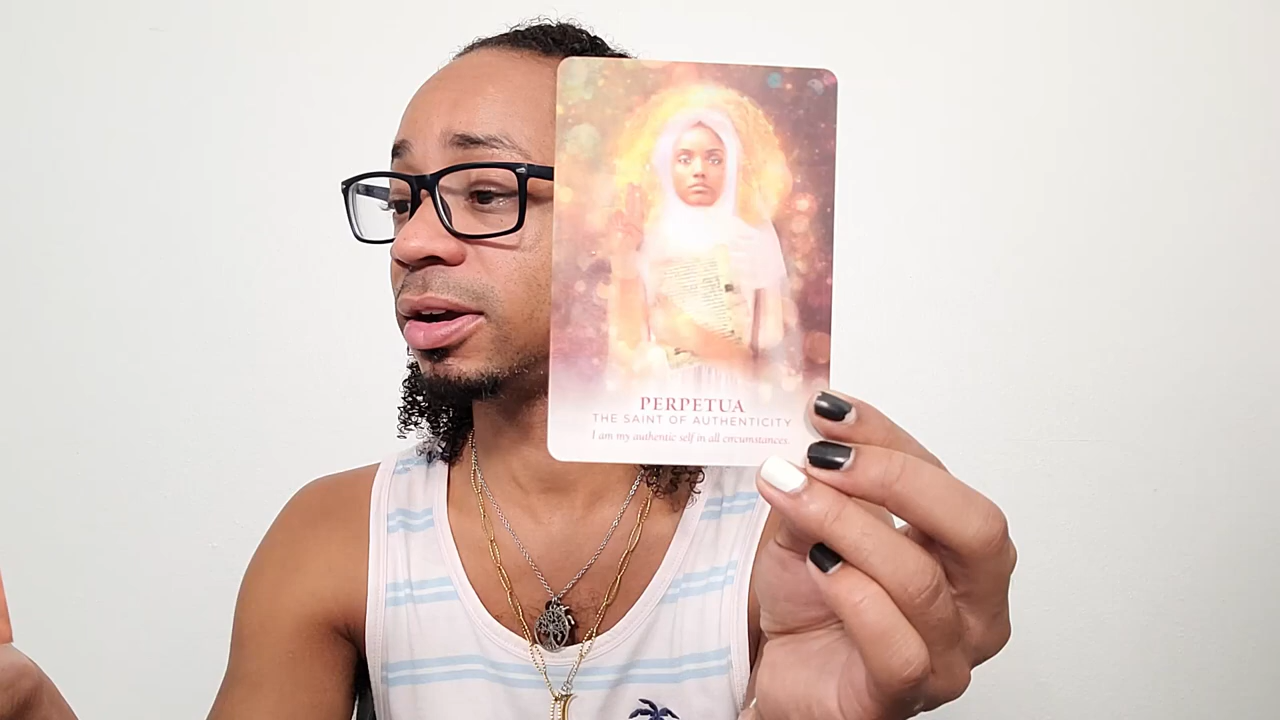 PERPETUA
THE SAINT OF AUTHENTICITY
I am my authentic self in all circumstances.